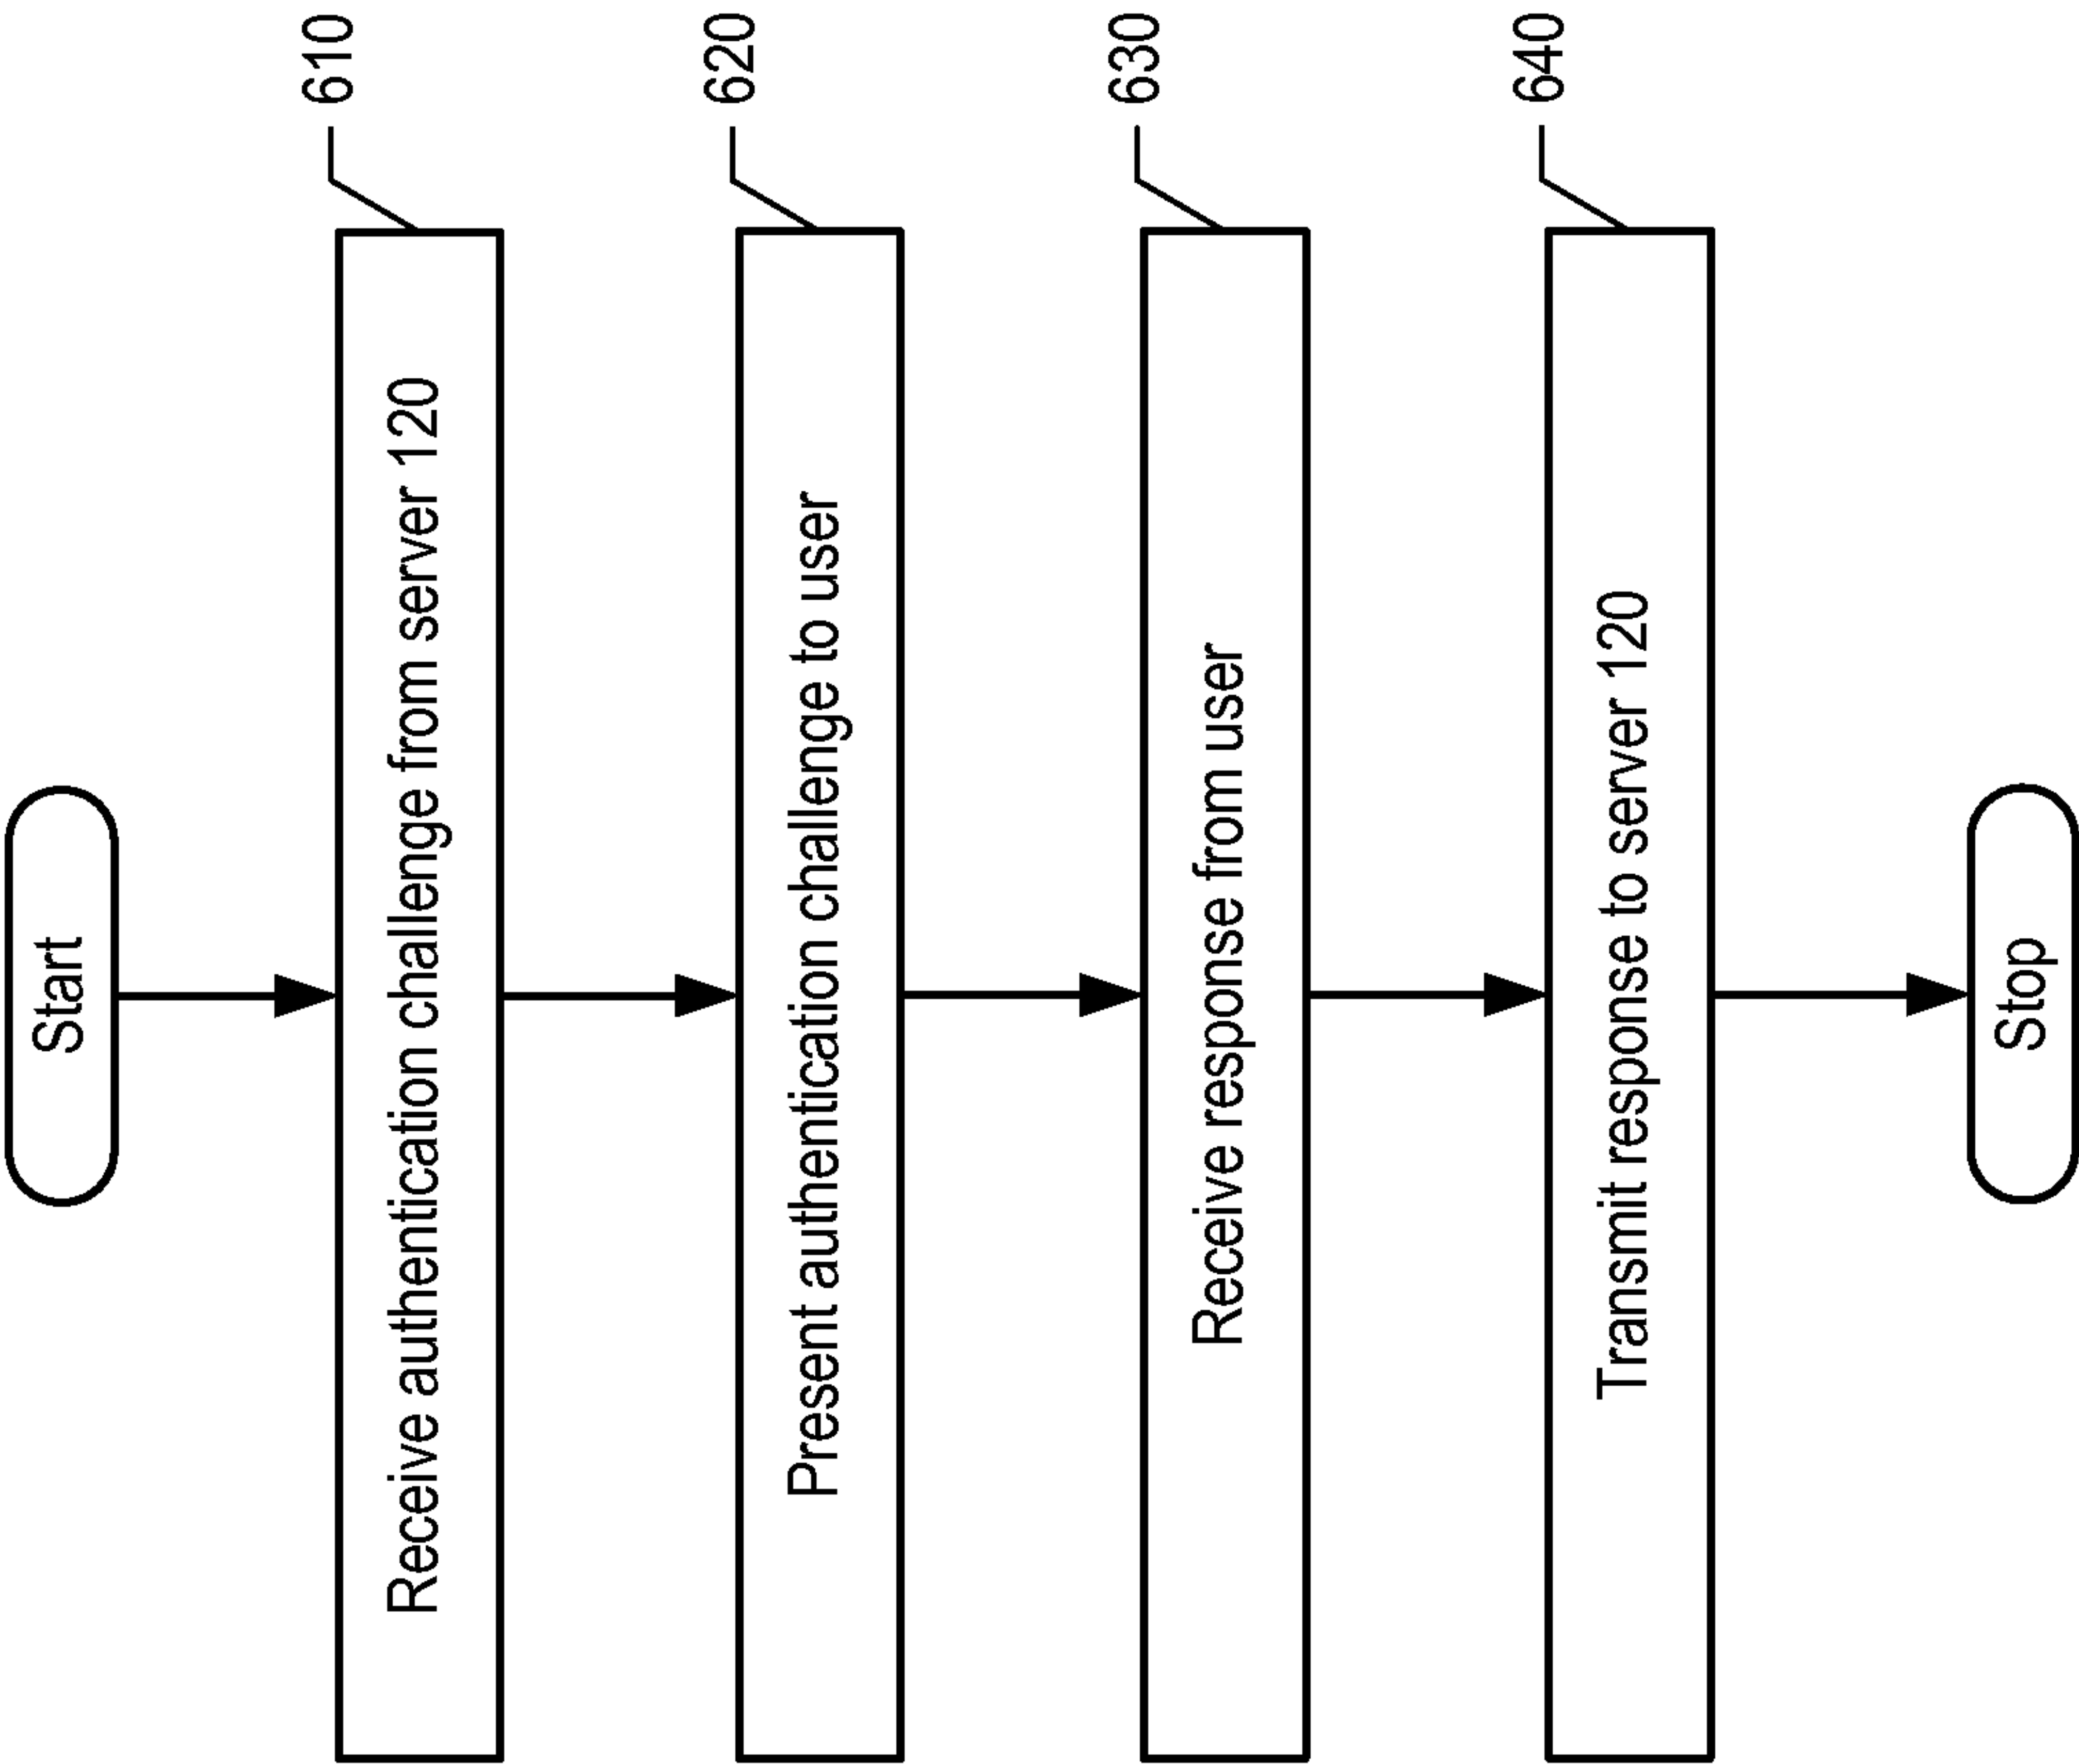 Start
610
Receive authentication challenge from server 120
620
Present authentication challenge to user
630
Receive response from user
640
Transmit response to server 120
Stop